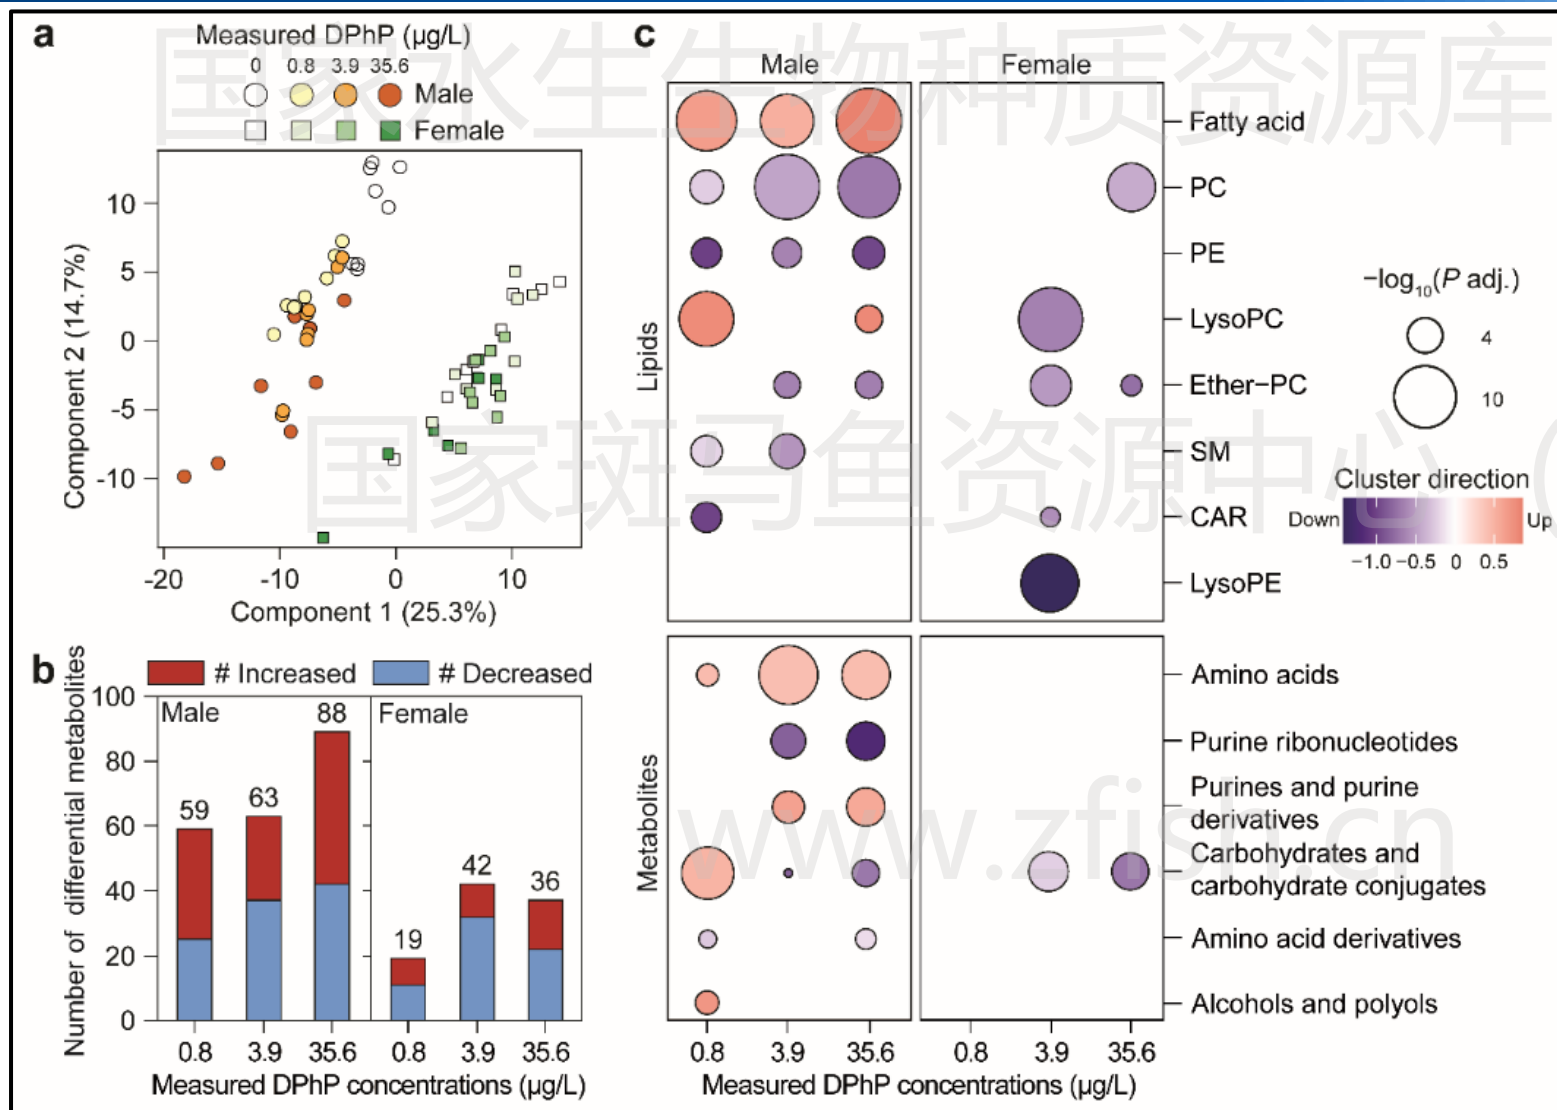 a
Measured DPhP (µg/L)
0 0.8 3.9 35.6
Male
Female
10
5
0
-5
-10
Component 2 (14.7%)
-20 -10 0 10
Component 1 (25.3%)
b
# Increased # Decreased
Number of differential metabolites
100
80
60
40
20
0
Male
59
63
88
Female
19
42
36
0.8 3.9 35.6 0.8 3.9 35.6
Measured DPhP concentrations (µg/L)
c
Male Female
Lipids
Fatty acid
PC
PE
LysoPC
Ether−PC
SM
CAR
LysoPE
Metabolites
Amino acids
Purine ribonucleotides
Purines and purine
derivatives
Carbohydrates and
carbohydrate conjugates
Amino acid derivatives
Alcohols and polyols
0.8 3.9 35.6 0.8 3.9 35.6
Measured DPhP concentrations (µg/L)
−log10(P adj.)
4
10
Cluster direction
Down Up
−1.0 −0.5 0 0.5
国家水生生物种质资源库
国家斑马鱼资源中心（
www.zfish.cn